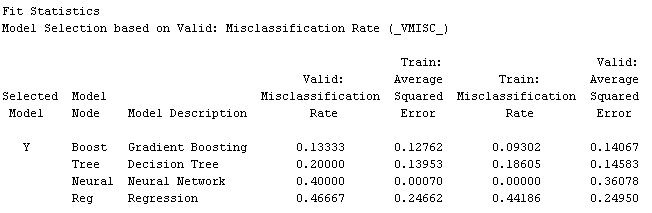 Fit Statistics
Model Selection based on Valid: Misclassification Rate (_VMISC_)
Train: Valid:
Valid: Average Train: Average
Selected Model Misclassification Squared Misclassification Squared
Model Node Model Description Rate Error Rate Error
Y Boost Gradient Boosting 0.13333 0.12762 0.09302 0.14067
Tree Decision Tree 0.20000 0.13953 0.18605 0.14583
Neural Neural Network 0.40000 0.00070 0.00000 0.36078
Reg Regression 0.46667 0.24662 0.44186 0.24950